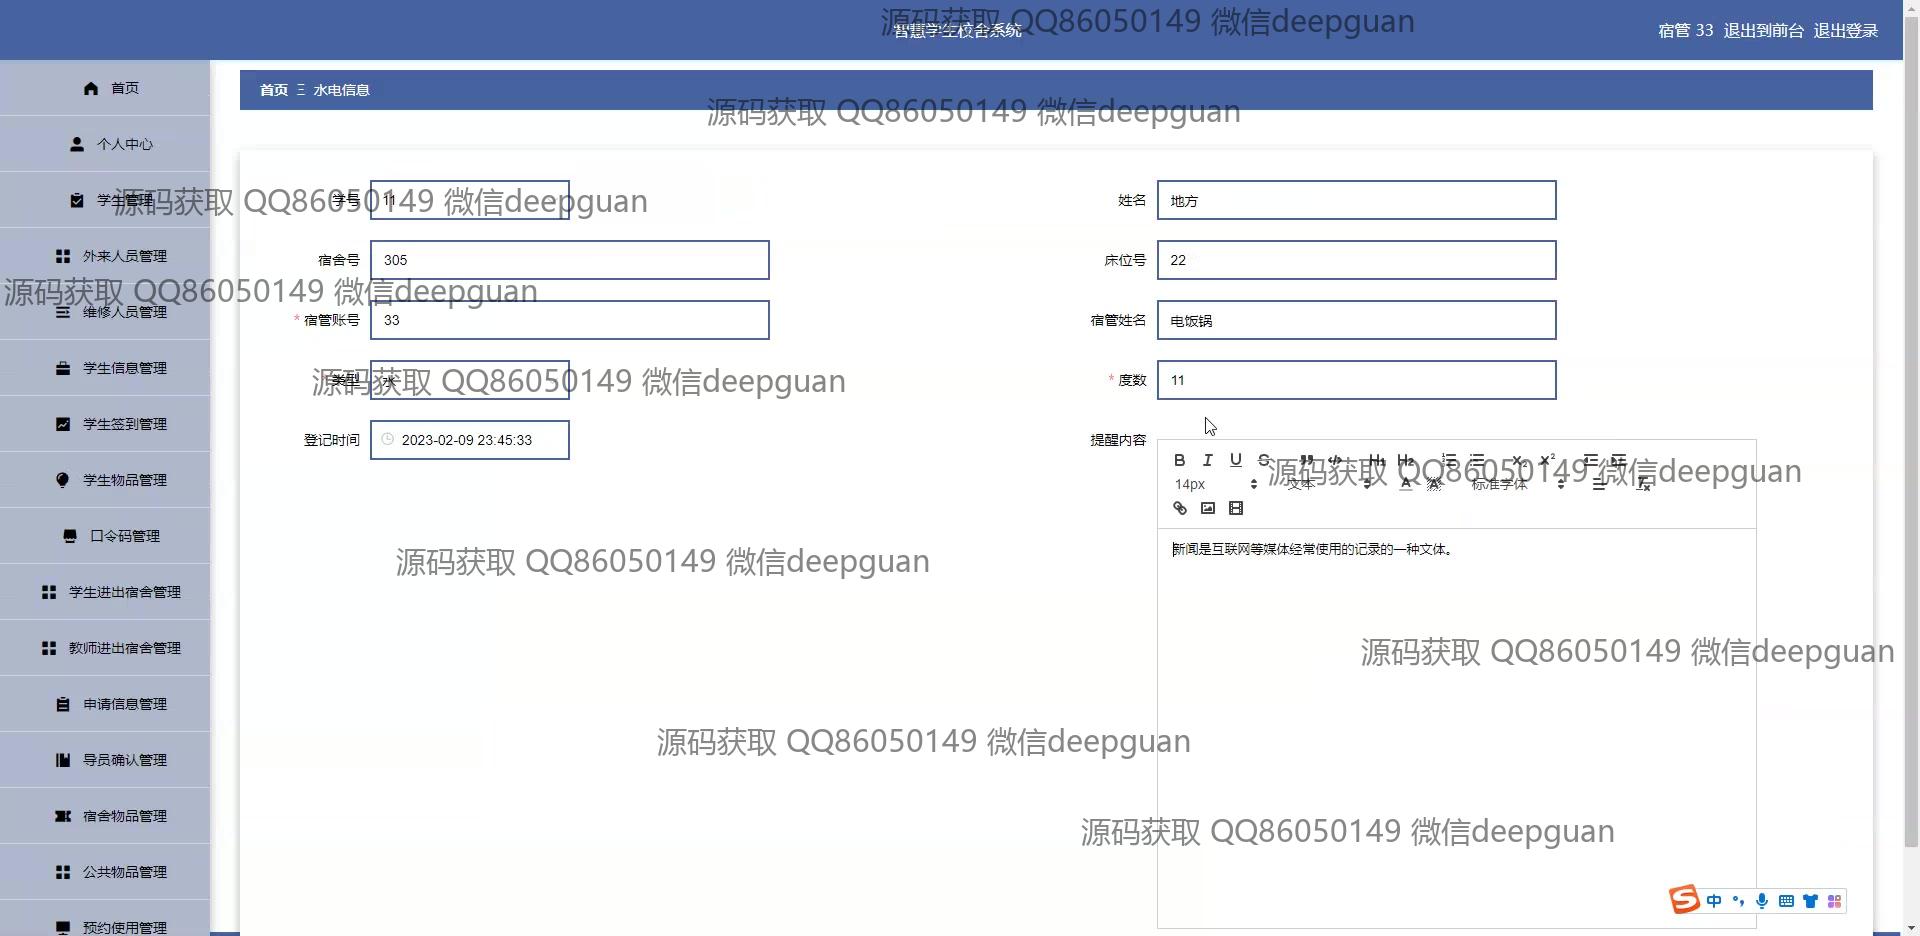 智慧学生校舍系统
源码获取 QQ86050149 微信deepguan
宿管 33 退出到前台 退出登录
首页
个人中心
学生管理
外来人员管理
维修人员管理
学生信息管理
学生签到管理
学生物品管理
口令码管理
学生进出宿舍管理
教师进出宿舍管理
申请信息管理
导员确认管理
宿舍物品管理
公共物品管理
预约使用管理
首页 Ξ 水电信息
源码获取 QQ86050149 微信deepguan
源码获取 QQ86050149 微信deepguan
学号 11
姓名 地方
宿舍号 305
床位号 22
源码获取 QQ86050149 微信deepguan
* 宿管账号 33
宿管姓名 电饭锅
源码获取 QQ86050149 微信deepguan
类型 水
* 度数 11
登记时间 2023-02-09 23:45:33
提醒内容
B I U S H1 H2 X₂ X²
源码获取 QQ86050149 微信deepguan
14px 文本 A A 标准字体
新闻是互联网等媒体经常使用的记录的一种文体。
源码获取 QQ86050149 微信deepguan
源码获取 QQ86050149 微信deepguan
源码获取 QQ86050149 微信deepguan
源码获取 QQ86050149 微信deepguan
S 中